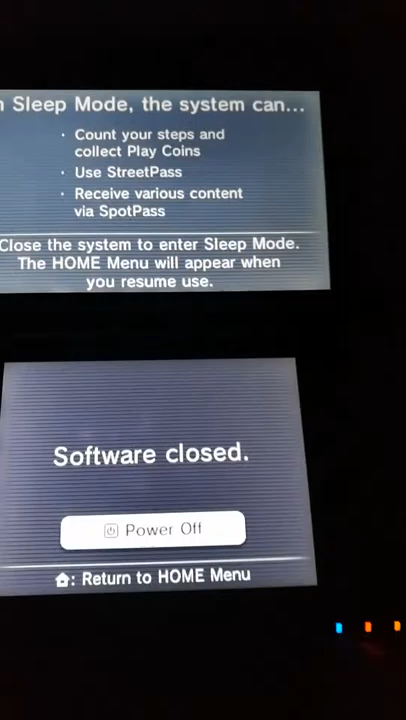 n Sleep Mode, the system can...
· Count your steps and
collect Play Coins
· Use StreetPass
· Receive various content
via SpotPass
Close the system to enter Sleep Mode.
The HOME Menu will appear when
you resume use.
Software closed.
Power Off
: Return to HOME Menu